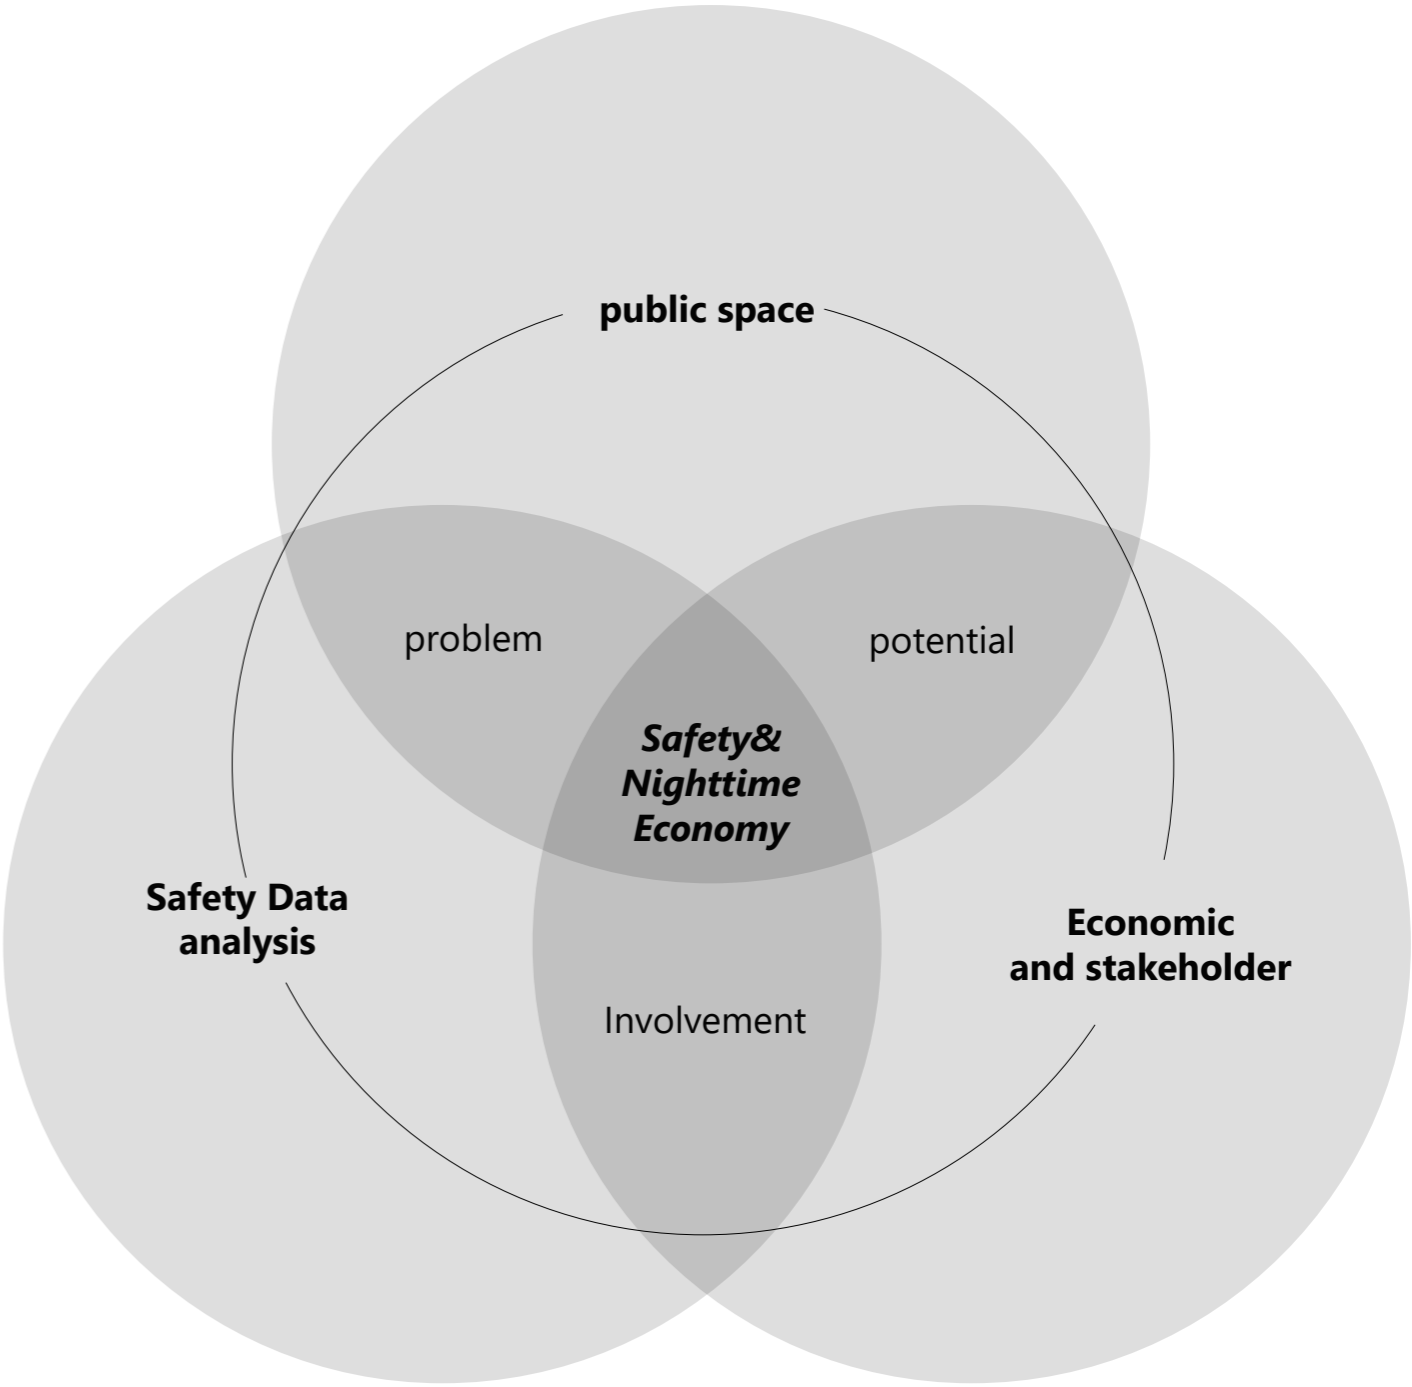 public space
problem
potential
Safety&
Nighttime
Economy
Safety Data
analysis
Economic
and stakeholder
Involvement